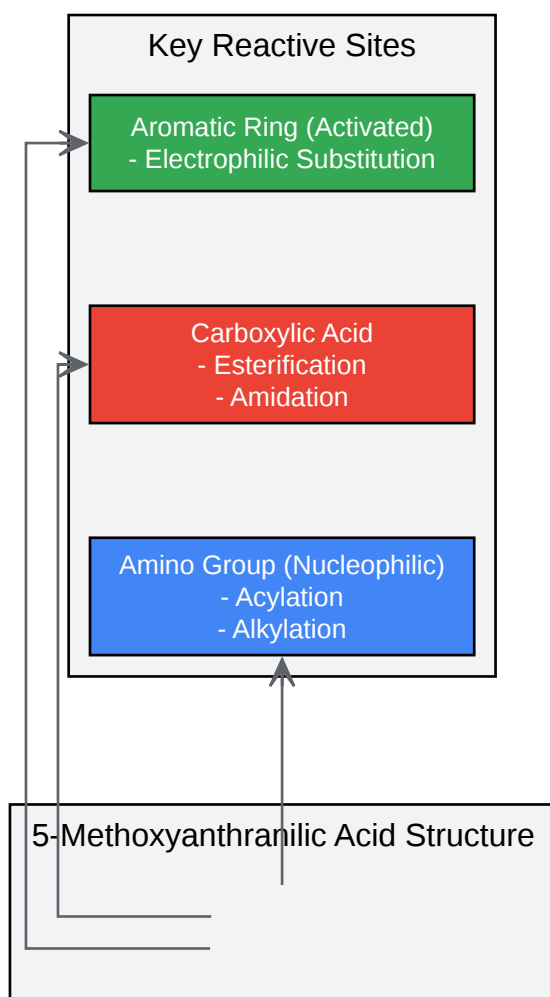 Key Reactive Sites
Aromatic Ring (Activated)
- Electrophilic Substitution
Carboxylic Acid
- Esterification
- Amidation
Amino Group (Nucleophilic)
- Acylation
- Alkylation
5-Methoxyanthranilic Acid Structure